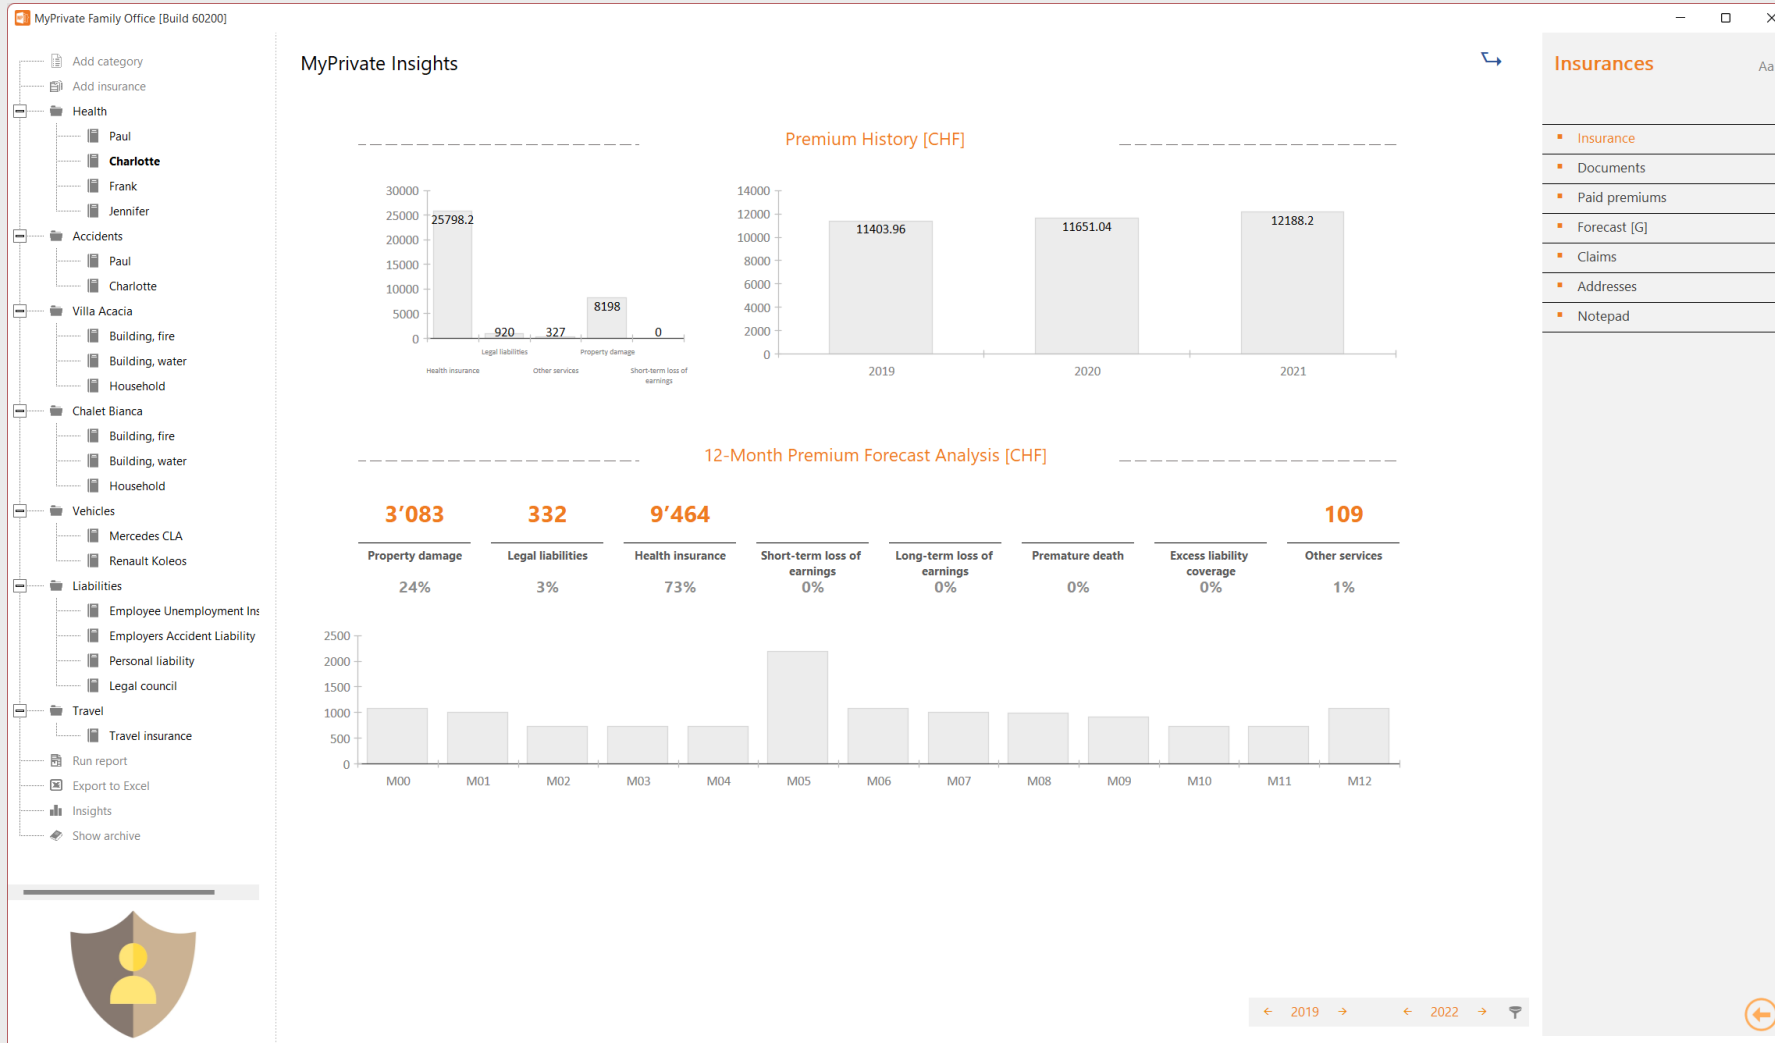 MyPrivate Family Office [Build 60200]
Add category
Add insurance
Health
Paul
Charlotte
Frank
Jennifer
Accidents
Paul
Charlotte
Villa Acacia
Building, fire
Building, water
Household
Chalet Bianca
Building, fire
Building, water
Household
Vehicles
Mercedes CLA
Renault Koleos
Liabilities
Employee Unemployment Ins
Employers Accident Liability
Personal liability
Legal council
Travel
Travel insurance
Run report
Export to Excel
Insights
Show archive
MyPrivate Insights
Premium History [CHF]
30000
25000
20000
15000
10000
5000
0
25798.2
920
327
8198
0
Legal liabilities
Property damage
Health insurance
Other services
Short-term loss of
earnings
14000
12000
10000
8000
6000
4000
2000
0
11403.96
11651.04
12188.2
2019
2020
2021
12-Month Premium Forecast Analysis [CHF]
3’083
332
9’464
109
Property damage
Legal liabilities
Health insurance
Short-term loss of
earnings
Long-term loss of
earnings
Premature death
Excess liability
coverage
Other services
24%
3%
73%
0%
0%
0%
0%
1%
2500
2000
1500
1000
500
0
M00
M01
M02
M03
M04
M05
M06
M07
M08
M09
M10
M11
M12
← 2019 →
← 2022 →
Insurances
Aa
Insurance
Documents
Paid premiums
Forecast [G]
Claims
Addresses
Notepad